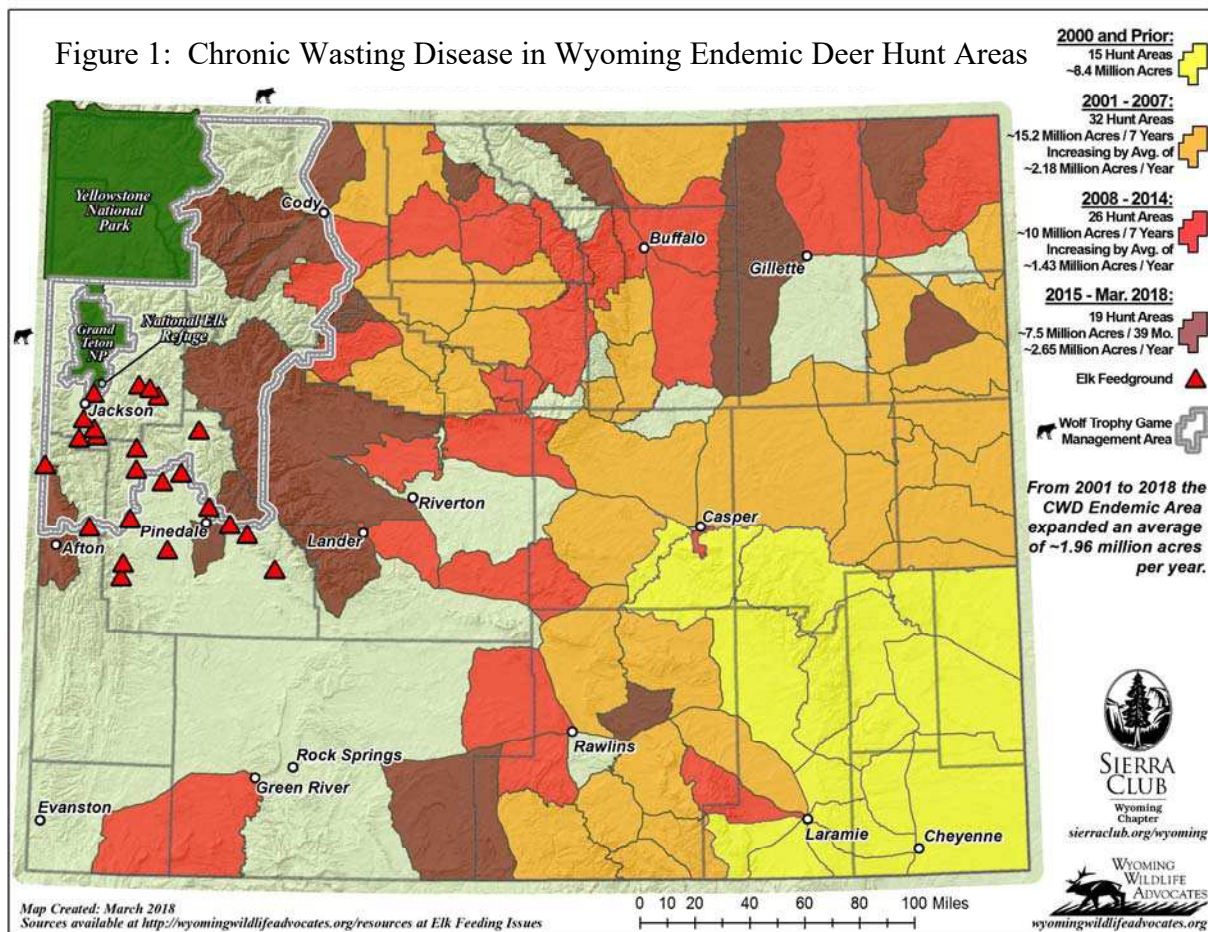 Figure 1:  Chronic Wasting Disease in Wyoming Endemic Deer Hunt Areas
2000 and Prior:
15 Hunt Areas
~8.4 Million Acres
2001 - 2007:
32 Hunt Areas
~15.2 Million Acres / 7 Years
Increasing by Avg. of
~2.18 Million Acres / Year
2008 - 2014:
26 Hunt Areas
~10 Million Acres / 7 Years
Increasing by Avg. of
~1.43 Million Acres / Year
2015 - Mar. 2018:
19 Hunt Areas
~7.5 Million Acres / 39 Mo.
~2.65 Million Acres / Year
Elk Feedground
Wolf Trophy Game
Management Area
From 2001 to 2018 the
CWD Endemic Area
expanded an average
of ~1.96 million acres
per year.
Yellowstone
National
Park
Cody
Buffalo
Gillette
Grand
Teton
NP
National Elk
Refuge
Jackson
Riverton
Pinedale
Lander
Afton
Casper
Rawlins
Rock Springs
Green River
Evanston
Laramie
Cheyenne
SIERRA
CLUB
Wyoming
Chapter
sierraclub.org/wyoming
WYOMING
WILDLIFE
ADVOCATES
wyomingwildlifeadvocates.org
Map Created: March 2018
Sources available at http://wyomingwildlifeadvocates.org/resources at Elk Feeding Issues
0 10 20 40 60 80 100 Miles